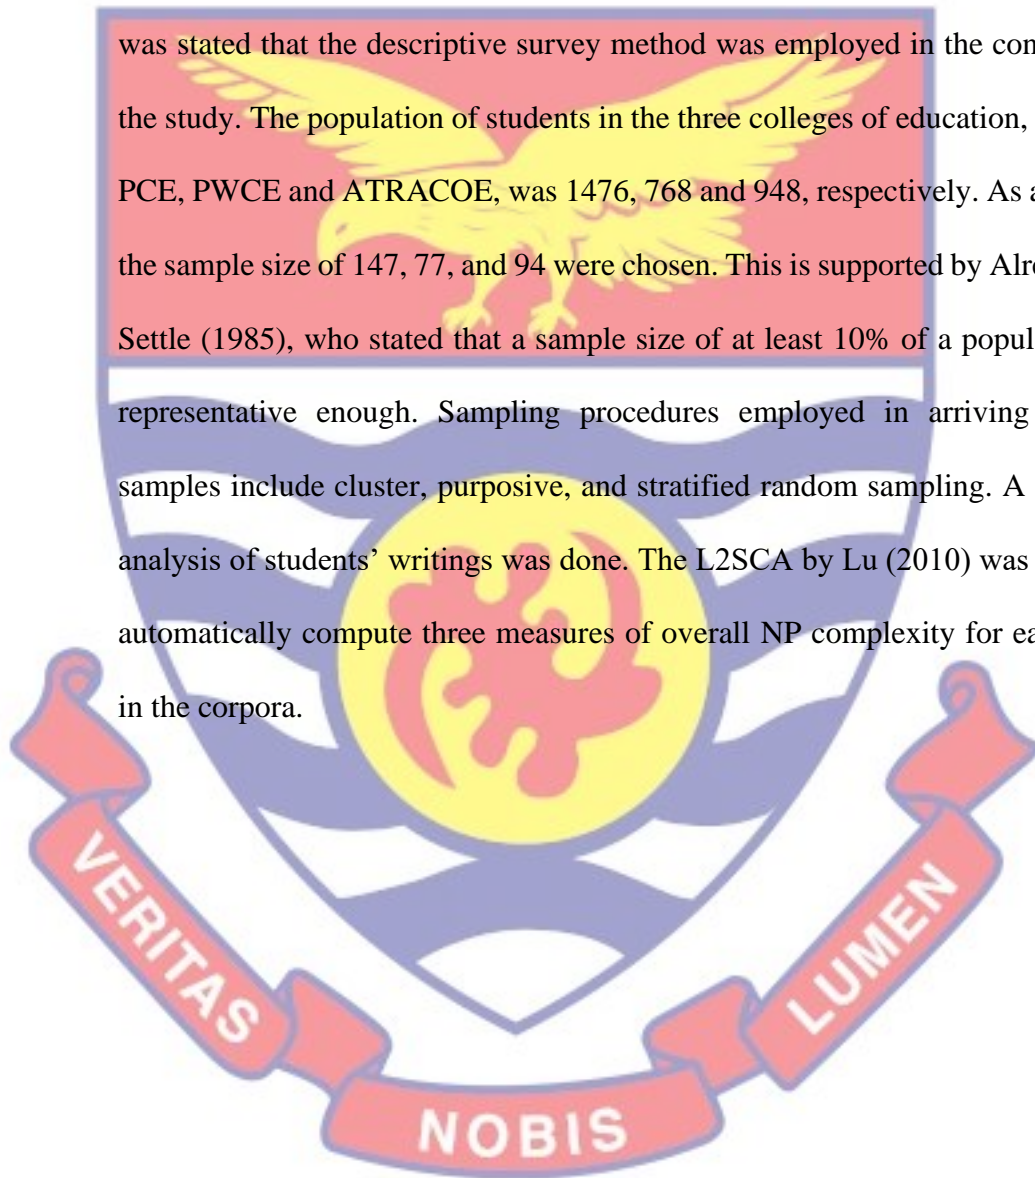 was stated that the descriptive survey method was employed in the con
the study. The population of students in the three colleges of education,
PCE, PWCE and ATRACOE, was 1476, 768 and 948, respectively. As a
the sample size of 147, 77, and 94 were chosen. This is supported by Alre
Settle (1985), who stated that a sample size of at least 10% of a popul
representative enough. Sampling procedures employed in arriving
samples include cluster, purposive, and stratified random sampling. A
analysis of students’ writings was done. The L2SCA by Lu (2010) was
automatically compute three measures of overall NP complexity for ea
in the corpora.
VERITAS
NOBIS
LUMEN